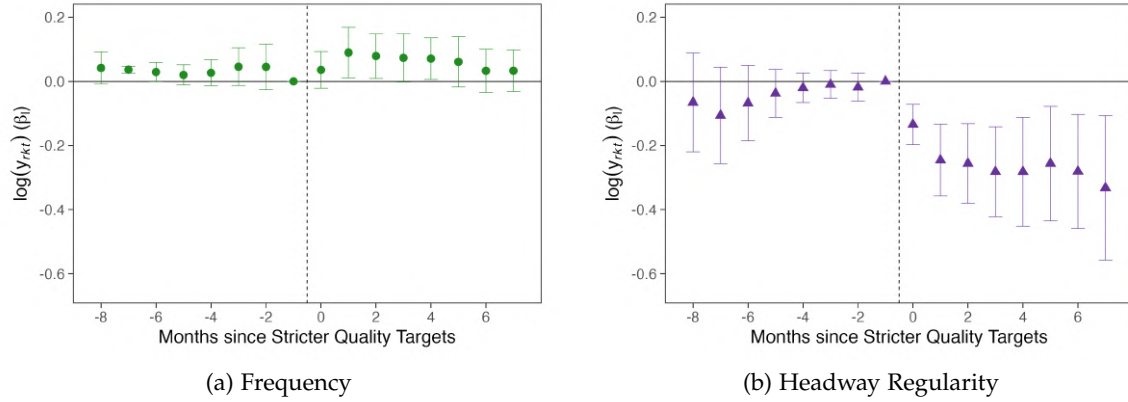 0.2
0.0
-0.2
-0.4
-0.6
log(y_rkt) (β_l)
-8 -6 -4 -2 0 2 4 6
Months since Stricter Quality Targets
(a) Frequency
0.2
0.0
-0.2
-0.4
-0.6
log(y_rkt) (β_l)
-8 -6 -4 -2 0 2 4 6
Months since Stricter Quality Targets
(b) Headway Regularity